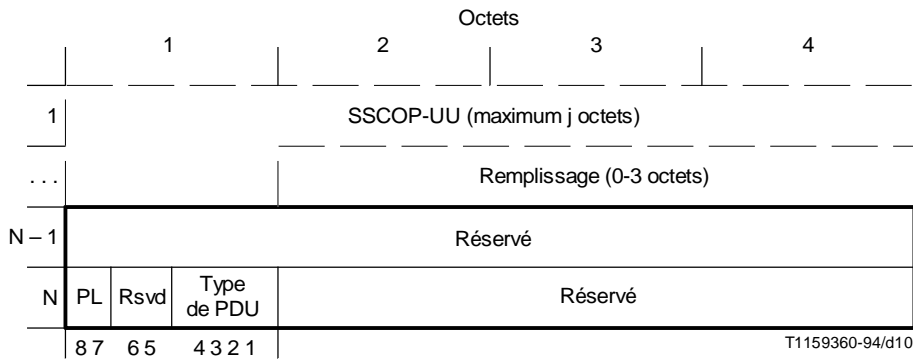 Octets
1 2 3 4
1 SSCOP-UU (maximum j octets)
. . . Remplissage (0-3 octets)
N – 1 Réservé
N PL Rsvd Type de PDU Réservé
8 7 6 5 4 3 2 1
T1159360-94/d10